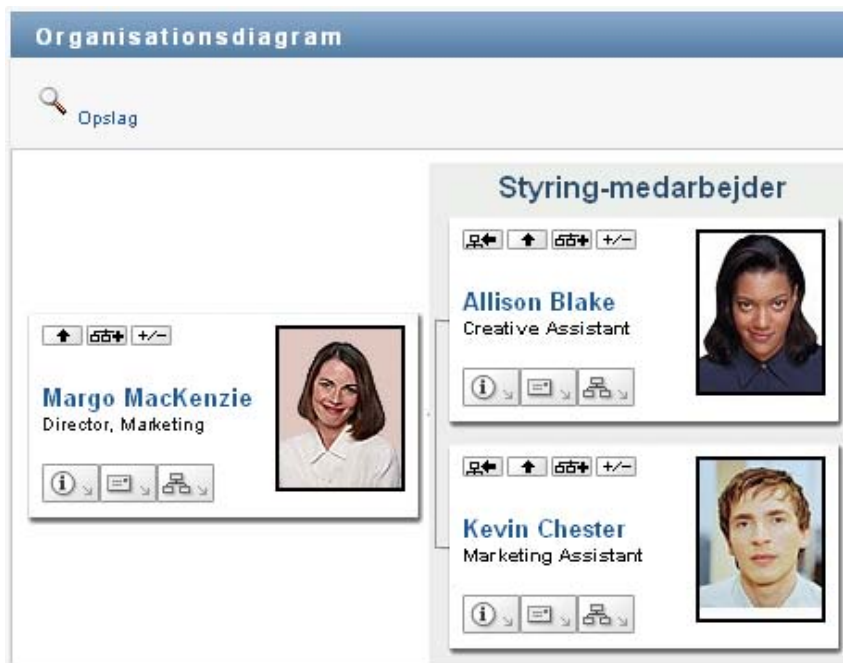 Organisationsdiagram
Opslag
Styring-medarbejder
+/-
Allison Blake
Creative Assistant
+/-
Margo MacKenzie
Director, Marketing
+/-
Kevin Chester
Marketing Assistant